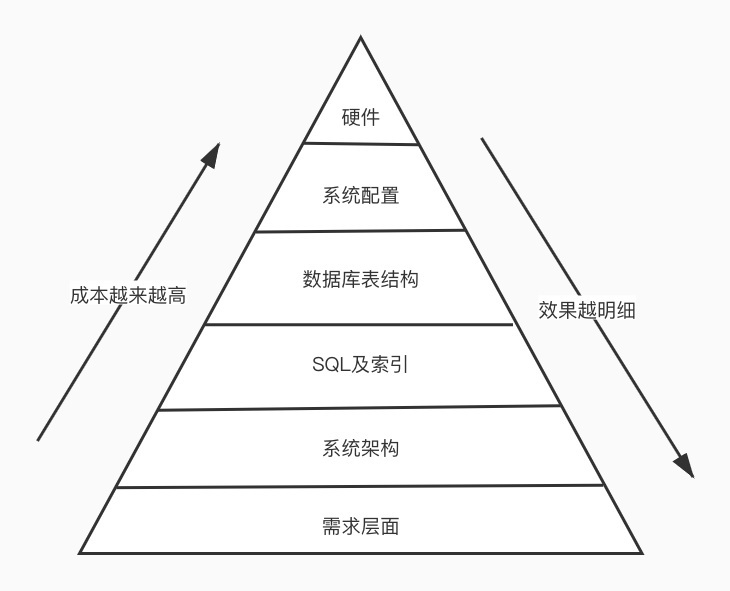 硬件
系统配置
数据库表结构
成本越来越高
效果越明细
SQL及索引
系统架构
需求层面